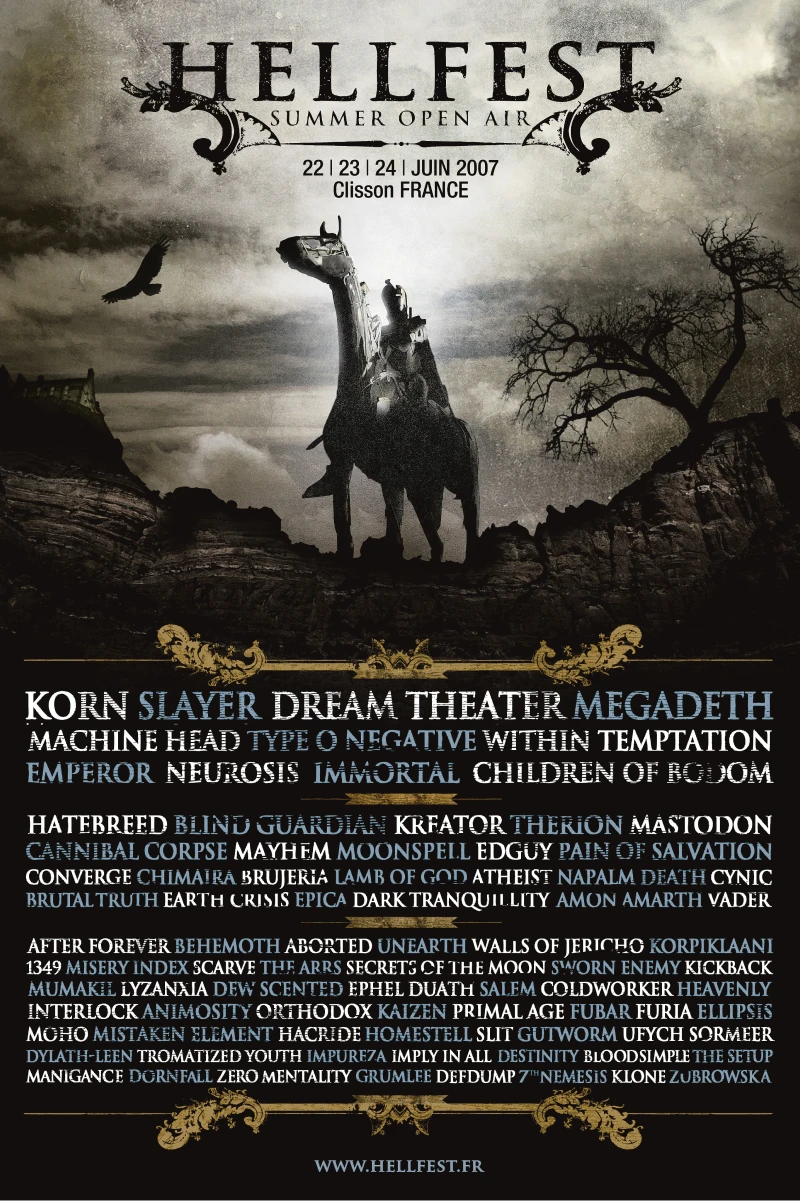 HELLFEST
SUMMER OPEN AIR
22 | 23 | 24 | JUIN 2007
Clisson FRANCE
KORN SLAYER DREAM THEATER MEGADETH
MACHINE HEAD TYPE O NEGATIVE WITHIN TEMPTATION
EMPEROR NEUROSIS IMMORTAL CHILDREN OF BODOM
HATEBREED BLIND GUARDIAN KREATOR THERION MASTODON
CANNIBAL CORPSE MAYHEM MOONSPELL EDGUY PAIN OF SALVATION
CONVERGE CHIMAIRA BRUJERIA LAMB OF GOD ATHEIST NAPALM DEATH CYNIC
BRUTAL TRUTH EARTH CRISIS EPICA DARK TRANQUILLITY AMON AMARTH VADER
AFTER FOREVER BEHEMOTH ABORTED UNEARTH WALLS OF JERICHO KORPIKLAANI
1349 MISERY INDEX SCARVE THE ARRS SECRETS OF THE MOON SWORN ENEMY KICKBACK
MUMAKIL LYZANXIA DEW SCENTED EPHEL DUATH SALEM COLDWORKER HEAVENLY
INTERLOCK ANIMOSITY ORTHODOX KAIZEN PRIMAL AGE FUBAR FURIA ELLIPSIS
MOHO MISTAKEN ELEMENT HACRIDE HOMESTELL SLIT GUTWORM UFYCH SORMEER
DYLATH-LEEN TROMATIZED YOUTH IMPUREZA IMPLY IN ALL DESTINITY BLOODSIMPLE THE SETUP
MANIGANCE DORNFALL ZERO MENTALITY GRUMLEE DEFDUMP 7TH NEMESIS KLONE ZUBROWSKA
WWW.HELLFEST.FR